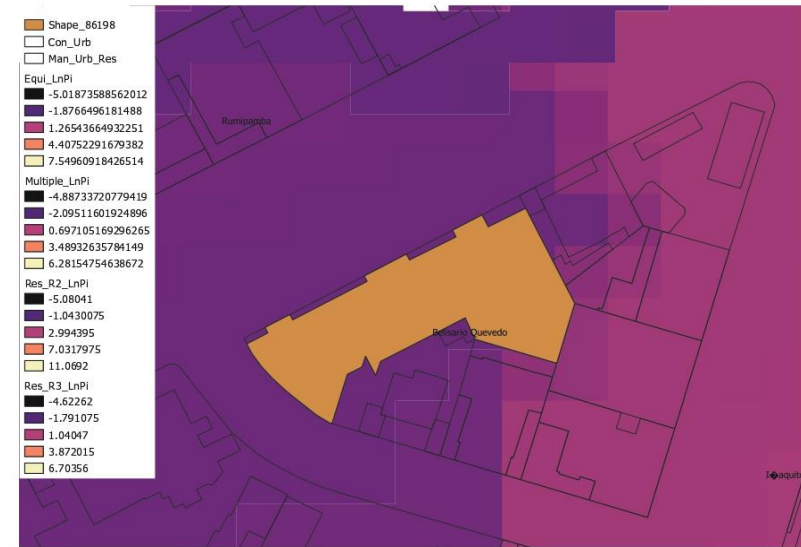 Shape_86198
Con_Urb
Man_Urb_Res
Equi_LnPi
-5.01873588562012
-1.8766496181488
1.26543664932251
4.40752291679382
7.54960918426514
Multiple_LnPi
-4.88733720779419
-2.09511601924896
0.697105169296265
3.48932635784149
6.28154754638672
Res_R2_LnPi
-5.08041
-1.0430075
2.994395
7.0317975
11.0692
Res_R3_LnPi
-4.62262
-1.791075
1.04047
3.872015
6.70356
Rumipamba
Belisario Quevedo
I�aquito